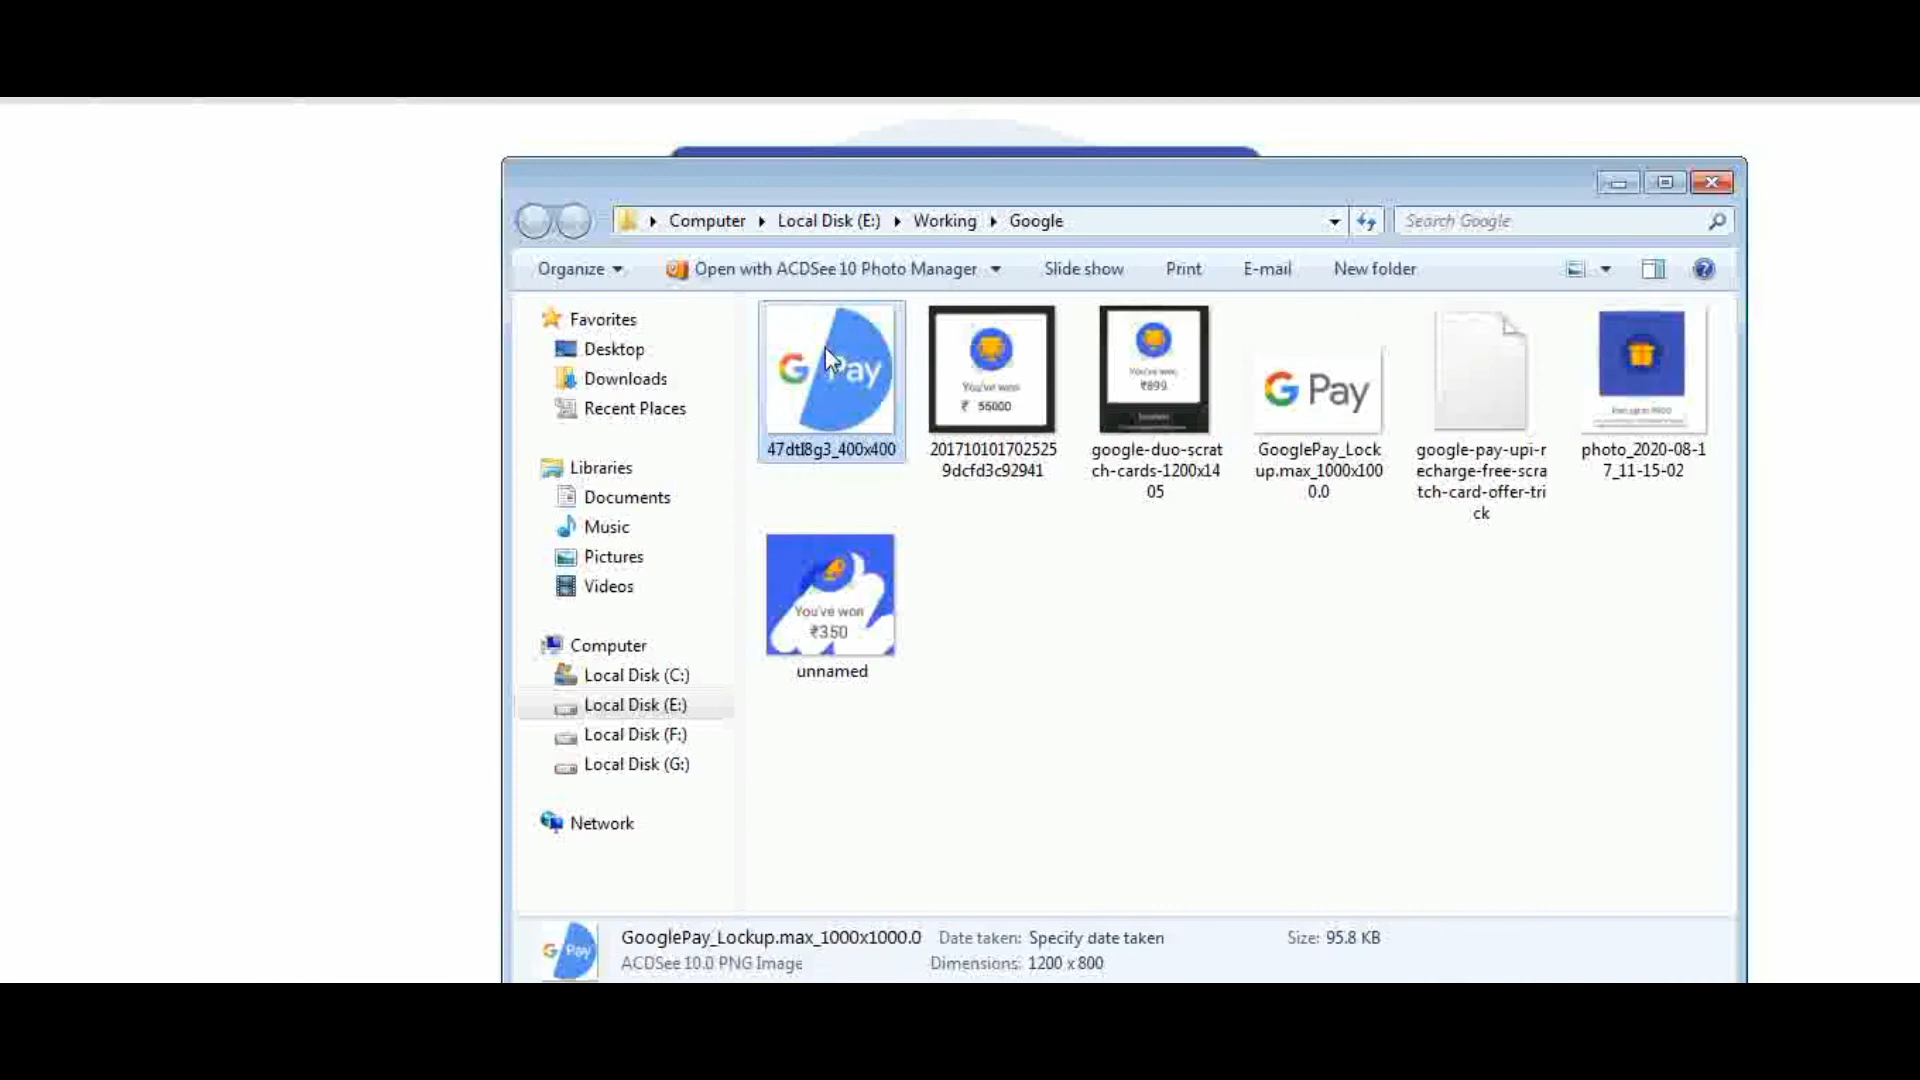 Computer Local Disk (E:) Working Google
Search Google
Organize Open with ACDSee 10 Photo Manager Slide show Print E-mail New folder
Favorites
Desktop
Downloads
Recent Places
Libraries
Documents
Music
Pictures
Videos
Computer
Local Disk (C:)
Local Disk (E:)
Local Disk (F:)
Local Disk (G:)
Network
G Pay
47dtl8g3_400x400
You've won
₹ 55000
201710101702525
9dcfd3c92941
You've won
₹899
google-duo-scrat
ch-cards-1200x14
05
G Pay
GooglePay_Lock
up.max_1000x100
0.0
google-pay-upi-r
echarge-free-scra
tch-card-offer-tri
ck
photo_2020-08-1
7_11-15-02
You've won
₹350
unnamed
G Pay
GooglePay_Lockup.max_1000x1000.0 Date taken: Specify date taken Size: 95.8 KB
ACDSee 10.0 PNG Image Dimensions: 1200 x 800